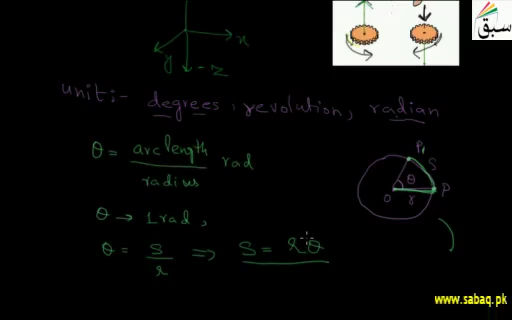 x
سبق
y
-z
unit:- degrees, revolution, radian
θ = arc length / radius rad
P₁
S
θ
O
r
P
θ → 1 rad,
θ = S / r ⇒ S = rθ
www.sabaq.pk